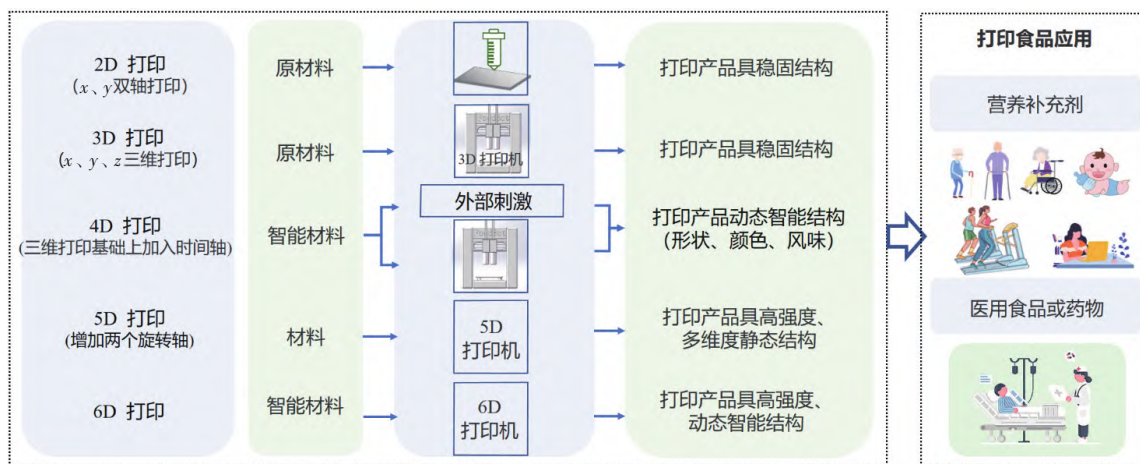 2D 打印
(x、y双轴打印)
原材料
打印产品具稳固结构
3D 打印
(x、y、z三维打印)
原材料
3D 打印机
打印产品具稳固结构
外部刺激
4D 打印
(三维打印基础上加入时间轴)
智能材料
打印产品动态智能结构
(形状、颜色、风味)
5D 打印
(增加两个旋转轴)
材料
5D
打印机
打印产品具高强度、
多维度静态结构
6D 打印
智能材料
6D
打印机
打印产品具高强度、
动态智能结构
打印食品应用
营养补充剂
医用食品或药物